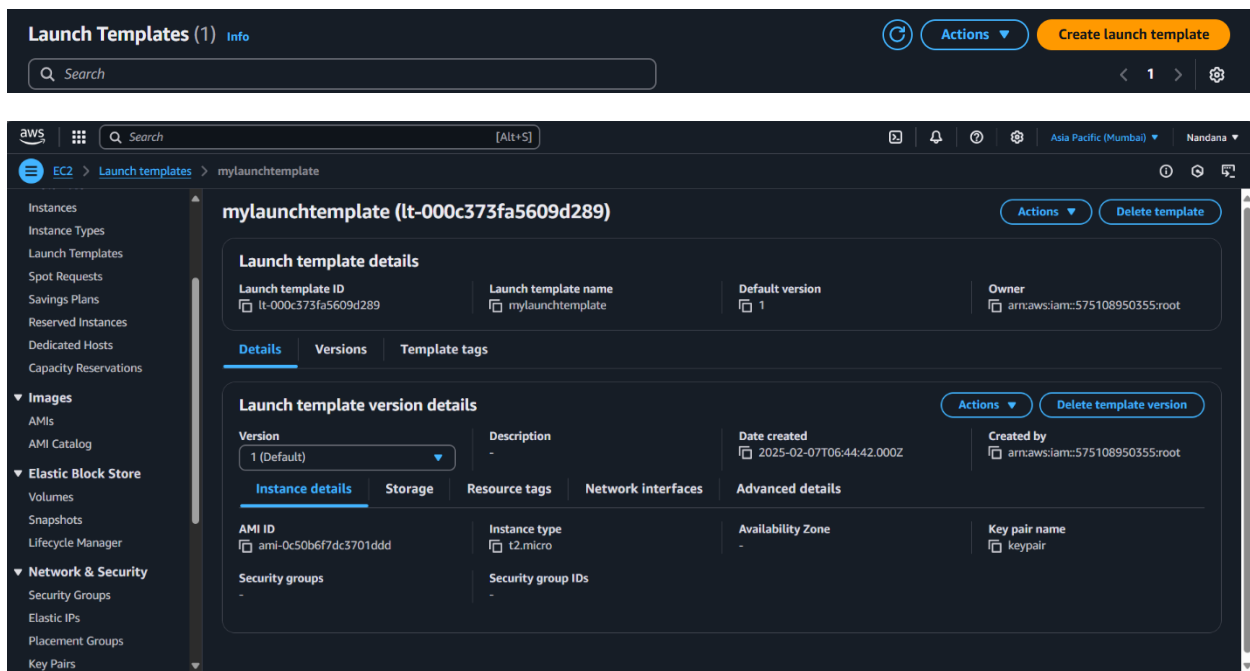 Launch Templates (1) Info
Actions ▼
Create launch template
Search
< 1 >
aws
Search [Alt+S]
Asia Pacific (Mumbai) ▼
Nandana ▼
EC2 > Launch templates > mylaunchtemplate
Instances
Instance Types
Launch Templates
Spot Requests
Savings Plans
Reserved Instances
Dedicated Hosts
Capacity Reservations
▼ Images
AMIs
AMI Catalog
▼ Elastic Block Store
Volumes
Snapshots
Lifecycle Manager
▼ Network & Security
Security Groups
Elastic IPs
Placement Groups
Key Pairs
mylaunchtemplate (lt-000c373fa5609d289)
Actions ▼
Delete template
Launch template details
Launch template ID
lt-000c373fa5609d289
Launch template name
mylaunchtemplate
Default version
1
Owner
arn:aws:iam::575108950355:root
Details
Versions
Template tags
Launch template version details
Actions ▼
Delete template version
Version
1 (Default)
Description
-
Date created
2025-02-07T06:44:42.000Z
Created by
arn:aws:iam::575108950355:root
Instance details
Storage
Resource tags
Network interfaces
Advanced details
AMI ID
ami-0c50b6f7dc3701ddd
Instance type
t2.micro
Availability Zone
-
Key pair name
keypair
Security groups
-
Security group IDs
-